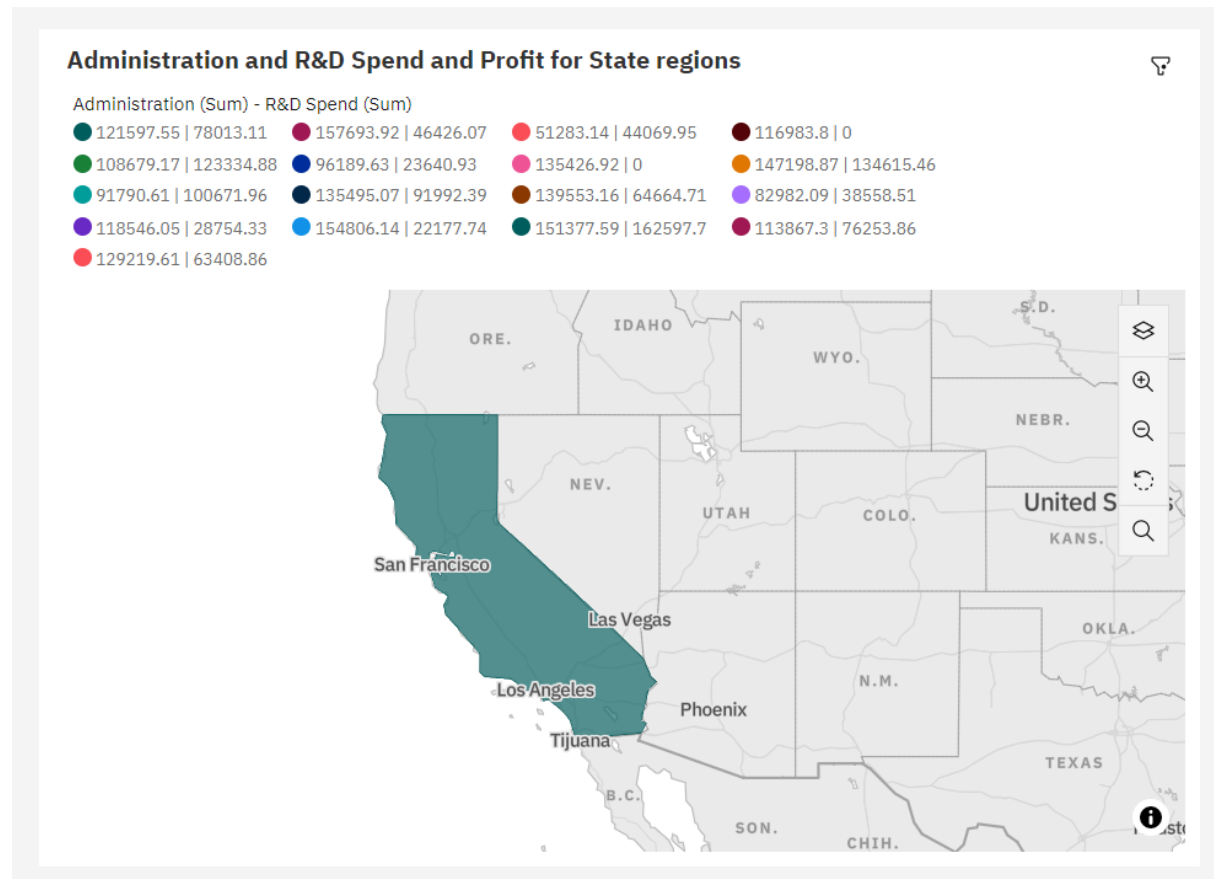 Administration and R&D Spend and Profit for State regions
Administration (Sum) - R&D Spend (Sum)
121597.55 | 78013.11 157693.92 | 46426.07 51283.14 | 44069.95 116983.8 | 0
108679.17 | 123334.88 96189.63 | 23640.93 135426.92 | 0 147198.87 | 134615.46
91790.61 | 100671.96 135495.07 | 91992.39 139553.16 | 64664.71 82982.09 | 38558.51
118546.05 | 28754.33 154806.14 | 22177.74 151377.59 | 162597.7 113867.3 | 76253.86
129219.61 | 63408.86
S.D.
IDAHO
ORE.
WYO.
NEBR.
NEV.
United S
UTAH
COLO.
KANS.
San Francisco
Las Vegas
OKLA.
N.M.
Los Angeles
Phoenix
Tijuana
TEXAS
B.C.
SON.
CHIH.